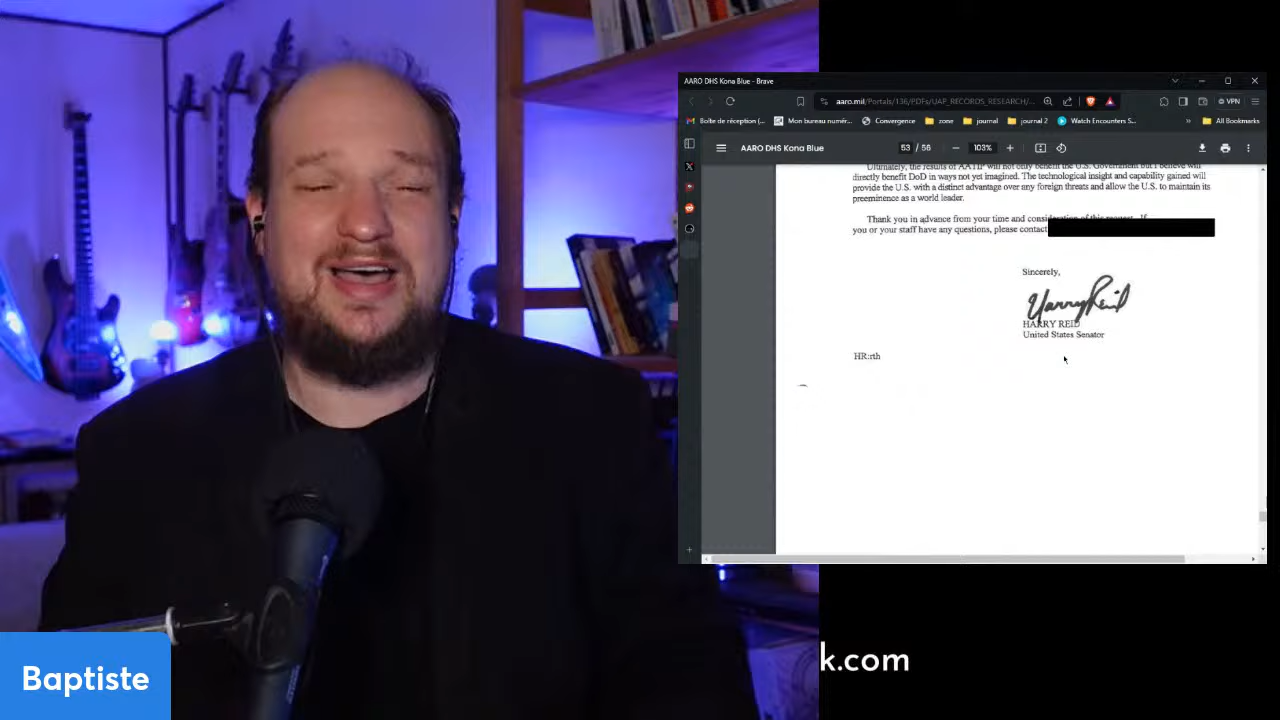 AARO DHS Kona Blue - Brave
aaro.mil/Portals/136/PDFs/UAP_RECORDS_RESEARCH/...
VPN
Boîte de réception (...
Mon bureau numér...
Convergence
zone
journal
journal 2
Watch Encounters S...
All Bookmarks
AARO DHS Kona Blue
53 / 56
103%
Ultimately, the results of AATIP will not only benefit the U.S. Government but I believe will
directly benefit DoD in ways not yet imagined. The technological insight and capability gained will
provide the U.S. with a distinct advantage over any foreign threats and allow the U.S. to maintain its
preeminence as a world leader.
Thank you in advance from your time and consideration of this request. If
you or your staff have any questions, please contact
Sincerely,
Harry Reid
HARRY REID
United States Senator
HR:rth
k.com
Baptiste